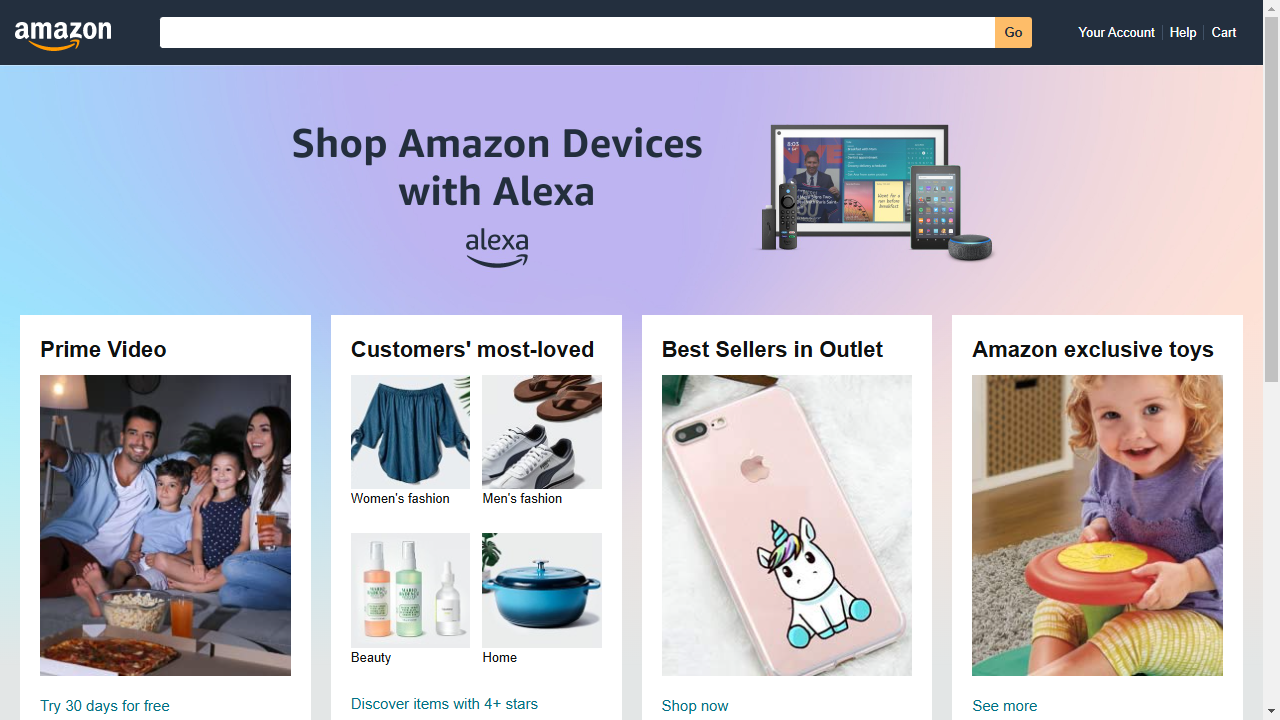 amazon
Go
Your Account
Help
Cart
Shop Amazon Devices
with Alexa
alexa
8:03
Prime Video
Customers' most-loved
Best Sellers in Outlet
Amazon exclusive toys
Women's fashion
Men's fashion
Beauty
Home
Try 30 days for free
Discover items with 4+ stars
Shop now
See more